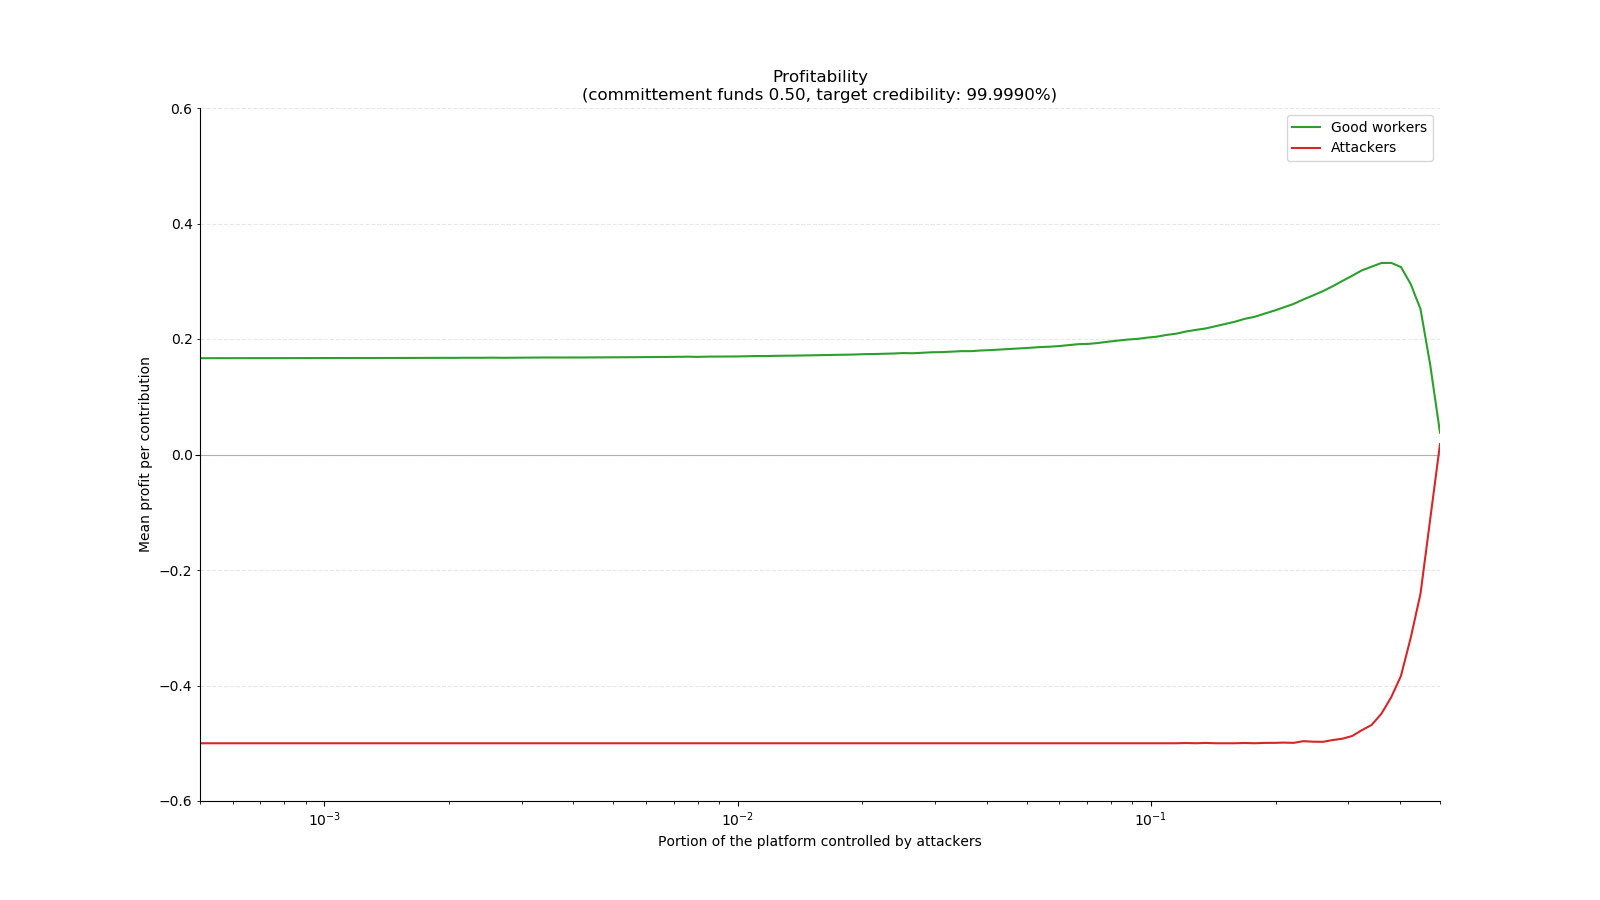 Profitability
(committement funds 0.50, target credibility: 99.9990%)
Good workers
Attackers
0.6
0.4
0.2
0.0
−0.2
−0.4
−0.6
Mean profit per contribution
10⁻³
10⁻²
10⁻¹
Portion of the platform controlled by attackers